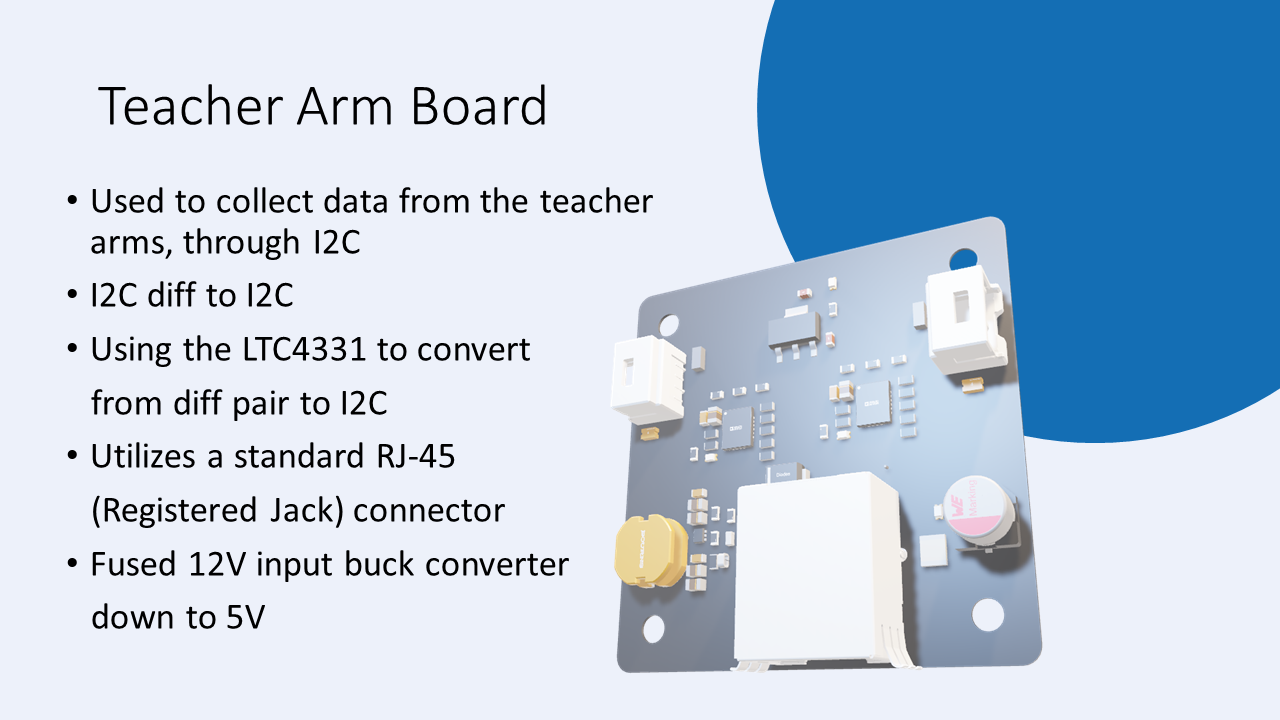 Teacher Arm Board
• Used to collect data from the teacher
arms, through I2C
• I2C diff to I2C
• Using the LTC4331 to convert
from diff pair to I2C
• Utilizes a standard RJ-45
(Registered Jack) connector
• Fused 12V input buck converter
down to 5V
WE
Marking